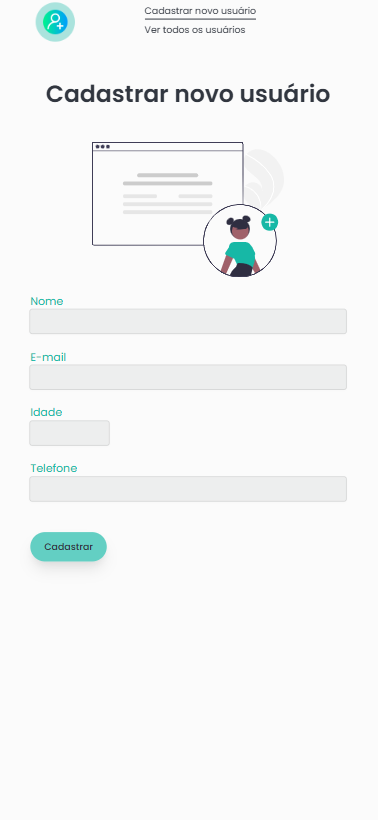 Cadastrar novo usuário
Ver todos os usuários
Cadastrar novo usuário
Nome
E-mail
Idade
Telefone
Cadastrar